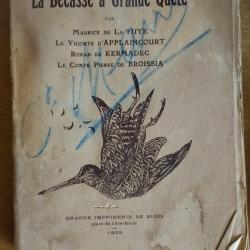 La Bécasse à Grande Quête
PAR
MAURICE DE LA FUYE
LE VICOMTE D'APPLAINCOURT
RONAN DE KERMADEC
LE COMTE PIERRE DE BROISSIA
GRANDE IMPRIMERIE DE BLOIS